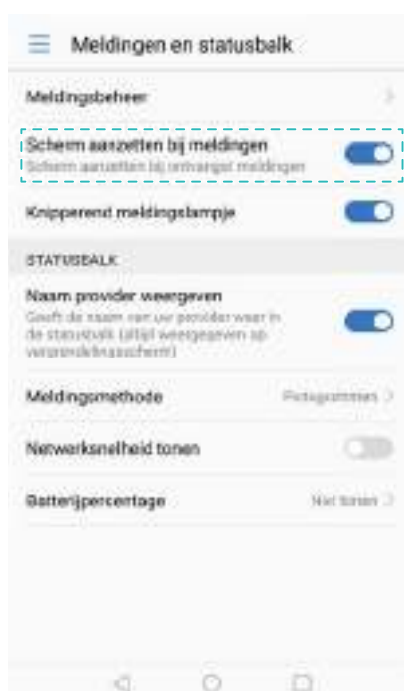 Meldingen en statusbalk
Meldingsbeheer
Scherm aanzetten bij meldingen
Scherm aanzetten bij ontvangst meldingen
Knipperend meldingslampje
STATUSBALK
Naam provider weergeven
Geeft de naam van uw provider weer in
de statusbalk (altijd weergegeven op
vergrendelingsscherm)
Meldingsmethode Pictogrammen
Netwerksnelheid tonen
Batterijpercentage Niet tonen